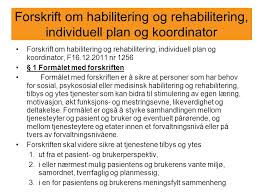 Forskrift om habilitering og rehabilitering,
individuell plan og koordinator
• Forskrift om habilitering og rehabilitering, individuell plan og
koordinator, F16.12.2011 nr 1256
• § 1 Formålet med forskriften
• Formålet med forskriften er å sikre at personer som har behov
for sosial, psykososial eller medisinsk habilitering og rehabilitering,
tilbys og ytes tjenester som kan bidra til stimulering av egen læring,
motivasjon, økt funksjons- og mestringsevne, likeverdighet og
deltakelse. Formålet er også å styrke samhandlingen mellom
tjenesteyter og pasient og bruker og eventuelt pårørende, og
mellom tjenesteytere og etater innen et forvaltningsnivå eller på
tvers av forvaltningsnivåene.
• Forskriften skal videre sikre at tjenestene tilbys og ytes
1. ut fra et pasient- og brukerperspektiv,
2. i eller nærmest mulig pasientens og brukerens vante miljø,
samordnet, tverrfaglig og planmessig,
3. i en for pasientens og brukerens meningsfylt sammenheng